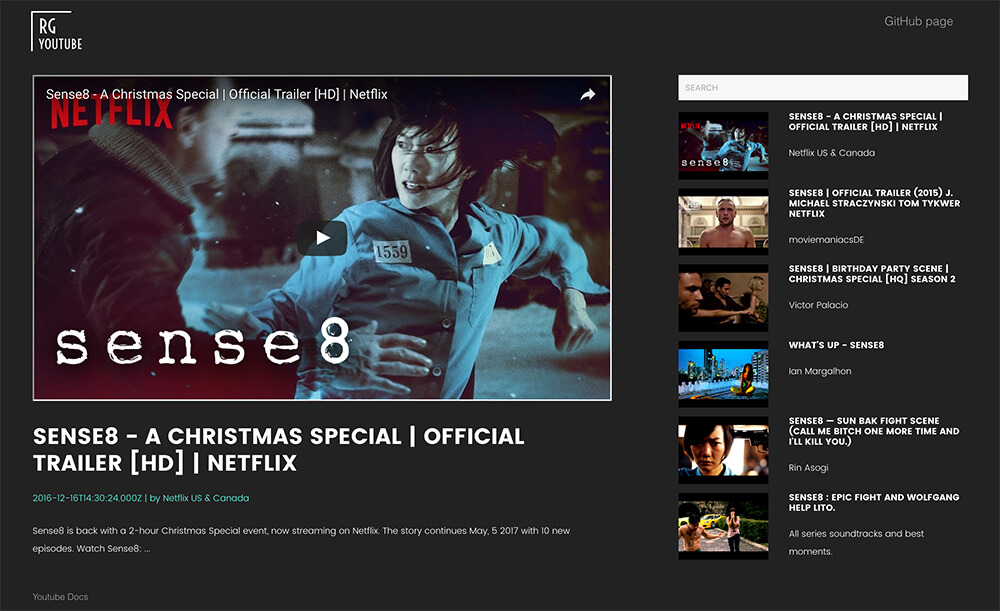 RG
YOUTUBE
GitHub page
Sense8 - A Christmas Special | Official Trailer [HD] | Netflix
NETFLIX
1559
sense8
SENSE8 - A CHRISTMAS SPECIAL | OFFICIAL
TRAILER [HD] | NETFLIX
2016-12-16T14:30:24.000Z | by Netflix US & Canada
Sense8 is back with a 2-hour Christmas Special event, now streaming on Netflix. The story continues May, 5 2017 with 10 new
episodes. Watch Sense8: ...
Youtube Docs
SEARCH
NETFLIX
sense8
SENSE8 - A CHRISTMAS SPECIAL |
OFFICIAL TRAILER [HD] | NETFLIX
Netflix US & Canada
HD
SENSE8 | OFFICIAL TRAILER (2015) J.
MICHAEL STRACZYNSKI TOM TYKWER
NETFLIX
moviemaniacsDE
SENSE8 | BIRTHDAY PARTY SCENE |
CHRISTMAS SPECIAL [HQ] SEASON 2
Victor Palacio
WHAT'S UP - SENSE8
Ian Margalhon
SENSE8 — SUN BAK FIGHT SCENE
(CALL ME BITCH ONE MORE TIME AND
I'LL KILL YOU.)
Rin Asogi
SENSE8 : EPIC FIGHT AND WOLFGANG
HELP LITO.
All series soundtracks and best
moments.